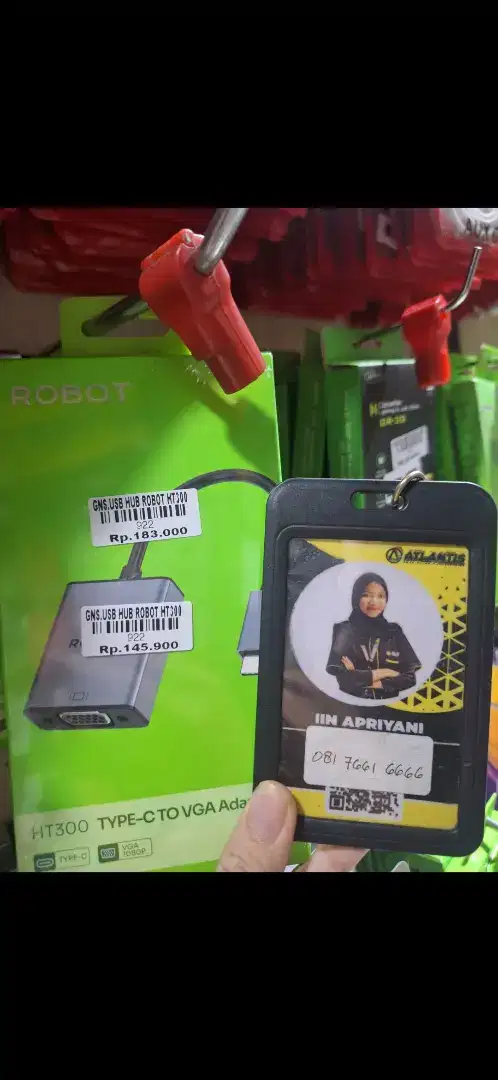 ROBOT
GNS.USB HUB ROBOT HT300
922
Rp.183.000
GNS.USB HUB ROBOT HT300
922
Rp.145.900
HT300 TYPE-C TO VGA Ada
TYPE-C
VGA
1080P
ATLANTIS
IIN APRIYANI
081 7661 6666